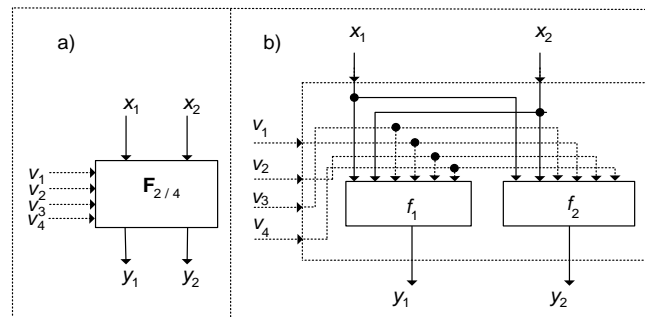 a)
x₁ x₂
v₁
v₂
v₃
v₄
F₂ / ₄
y₁ y₂
b)
x₁ x₂
v₁
v₂
v₃
v₄
f₁ f₂
y₁ y₂